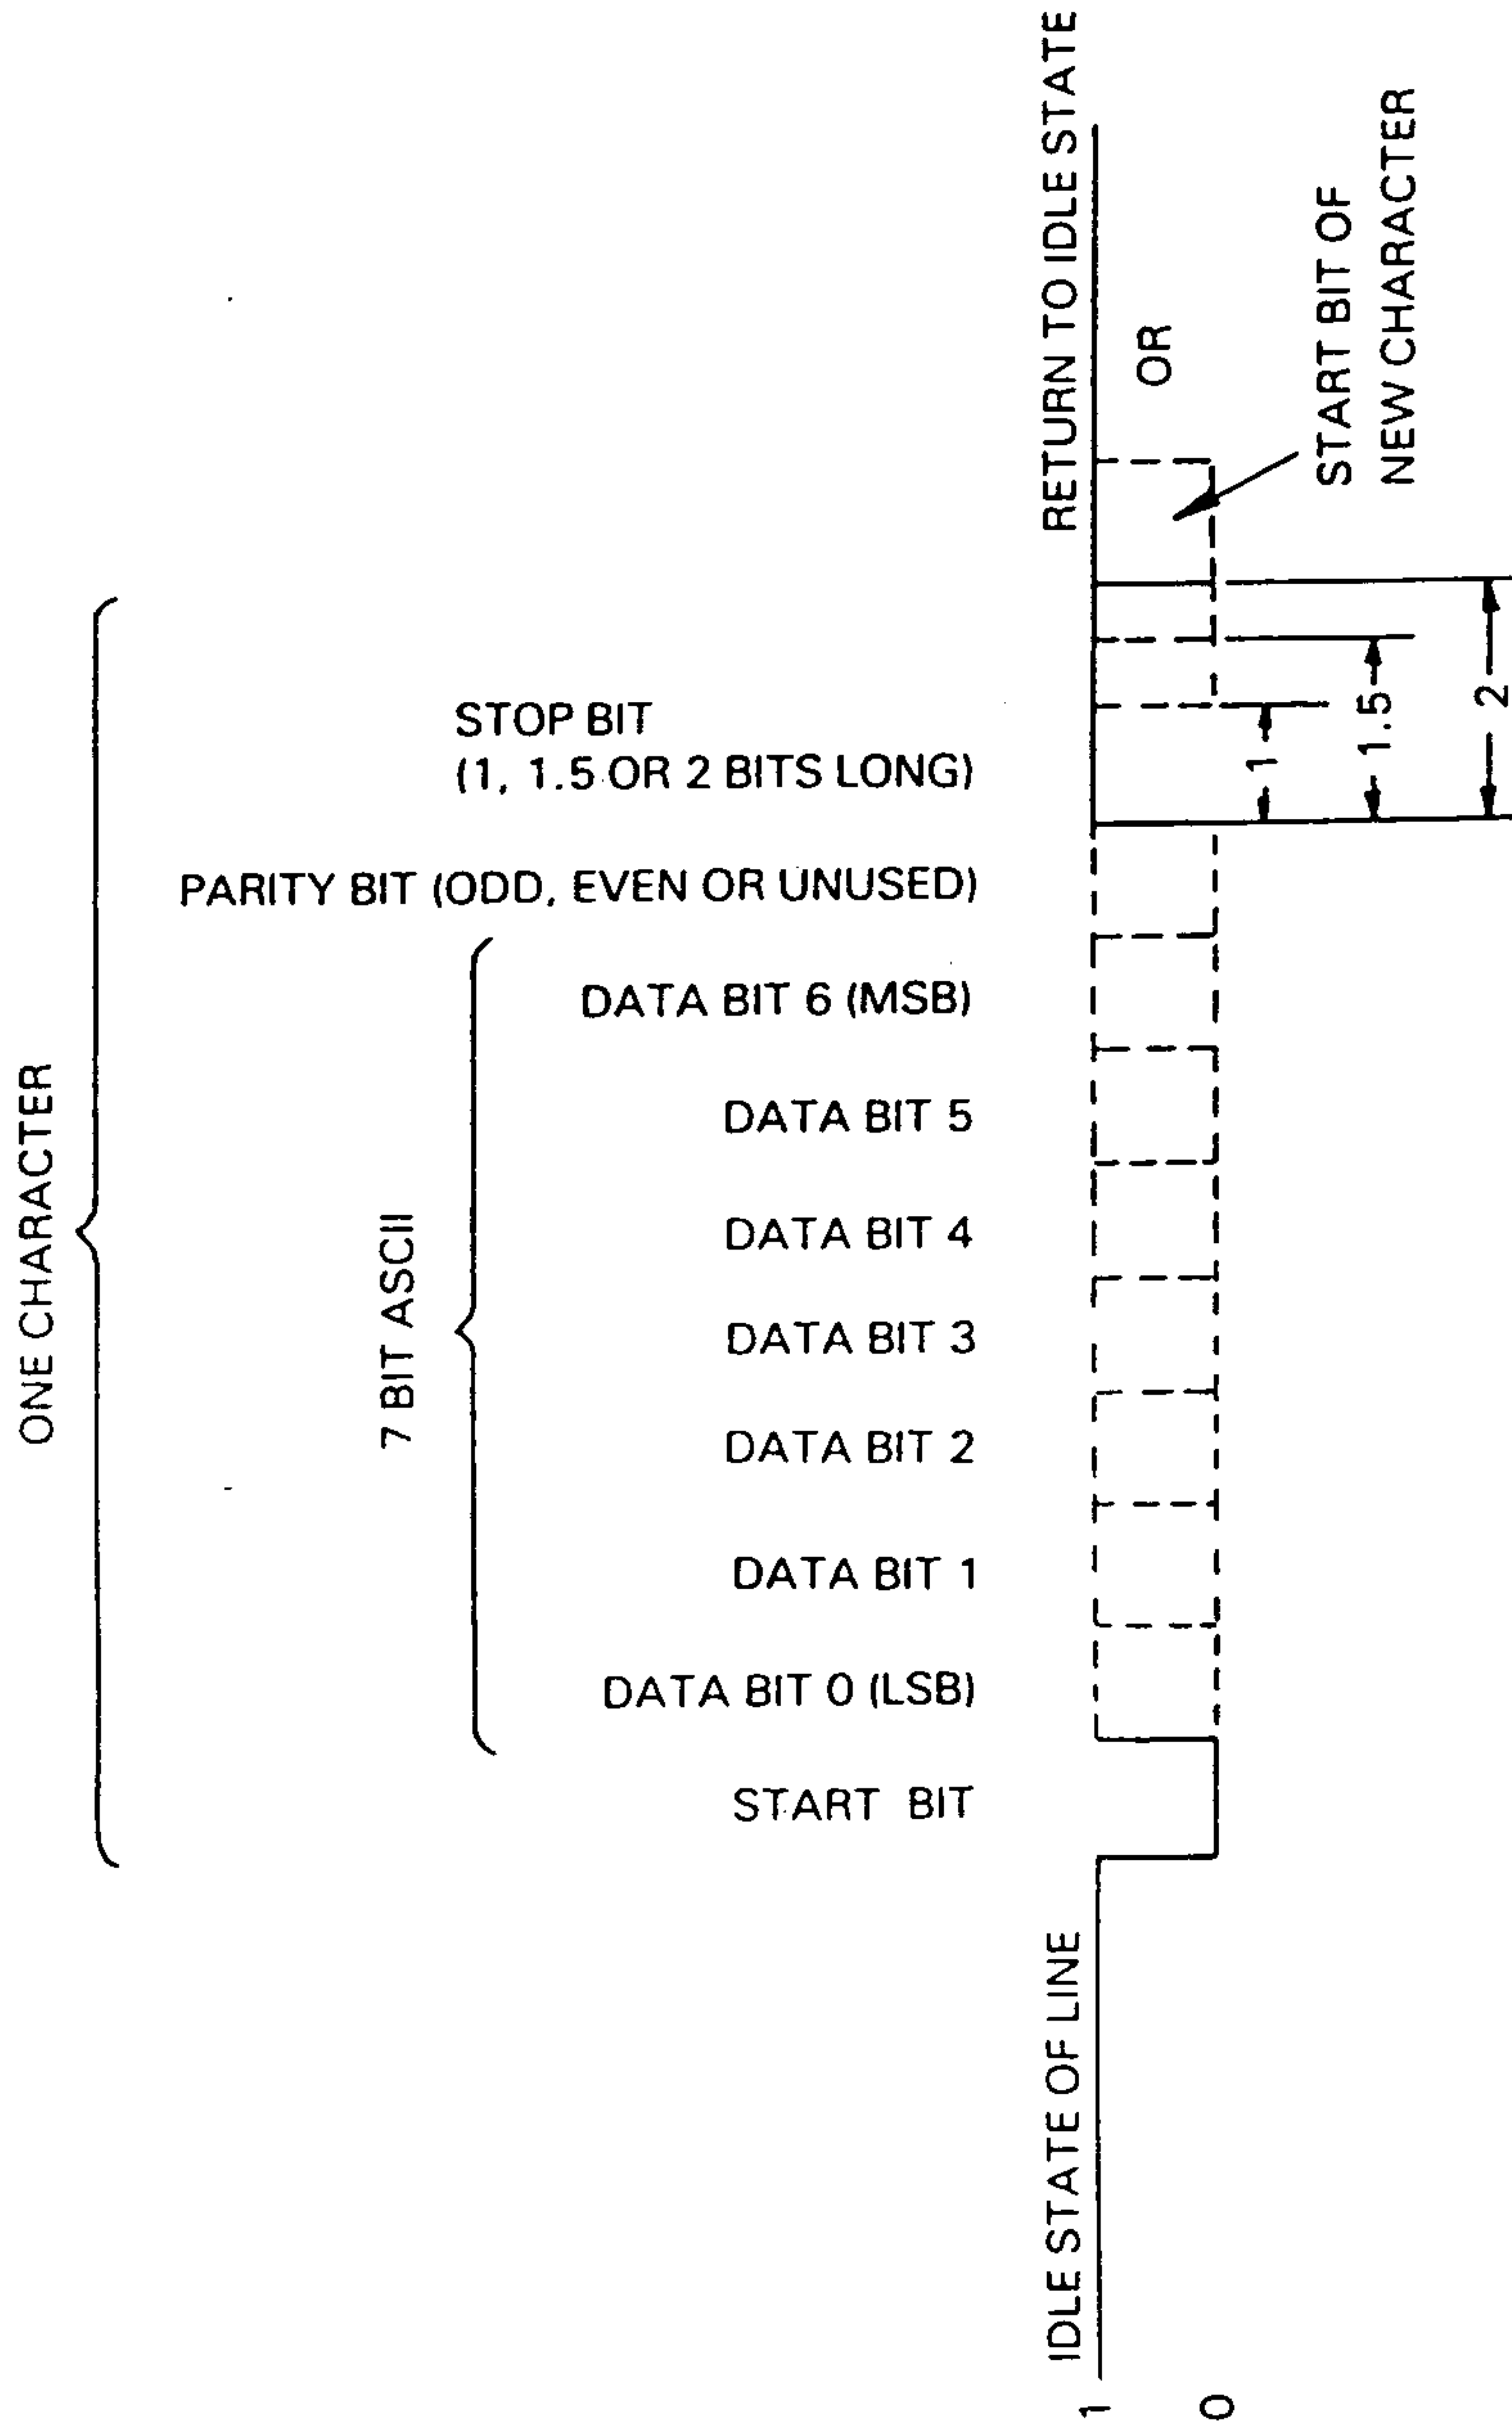 ONE CHARACTER
7 BIT ASCII
START BIT
DATA BIT 0 (LSB)
DATA BIT 1
DATA BIT 2
DATA BIT 3
DATA BIT 4
DATA BIT 5
DATA BIT 6 (MSB)
PARITY BIT (ODD, EVEN OR UNUSED)
STOP BIT
(1, 1.5 OR 2 BITS LONG)
IDLE STATE OF LINE
RETURN TO IDLE STATE
1
0
OR
START BIT OF
NEW CHARACTER
1
1.5
2